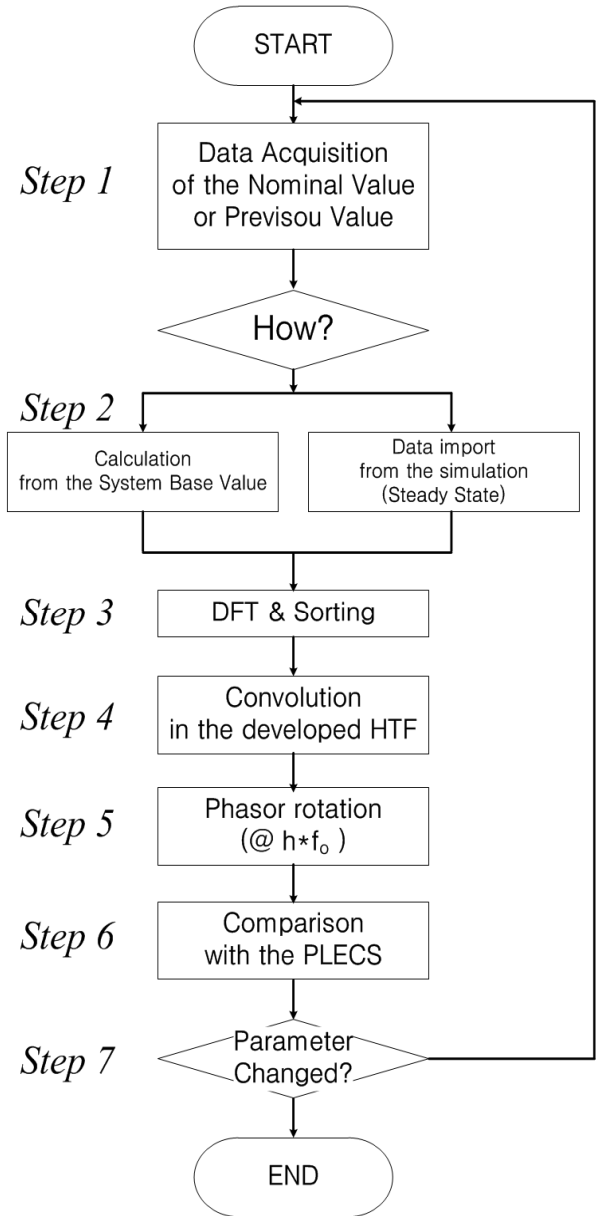 START
Step 1
Data Acquisition
of the Nominal Value
or Previsou Value
How?
Step 2
Calculation
from the System Base Value
Data import
from the simulation
(Steady State)
Step 3
DFT & Sorting
Step 4
Convolution
in the developed HTF
Step 5
Phasor rotation
(@ h*fₒ )
Step 6
Comparison
with the PLECS
Step 7
Parameter
Changed?
END